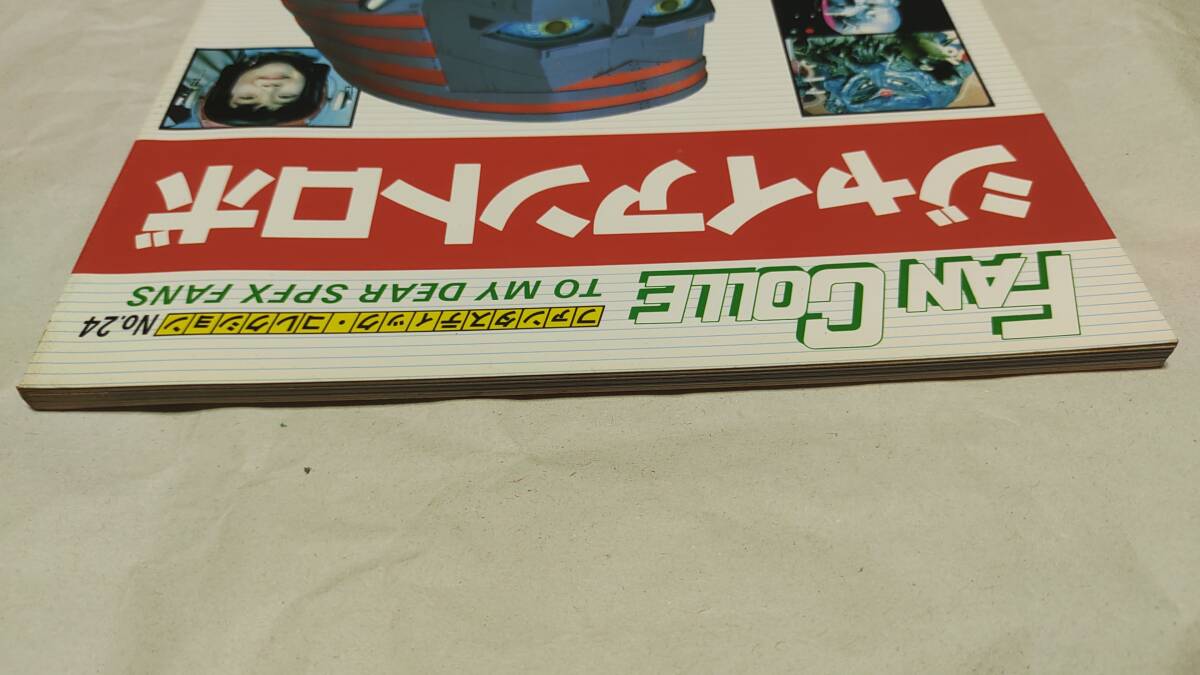 FAN COLLE
ファンタスティック・コレクション No.24
TO MY DEAR SPFX FANS
ジャイアントロボ